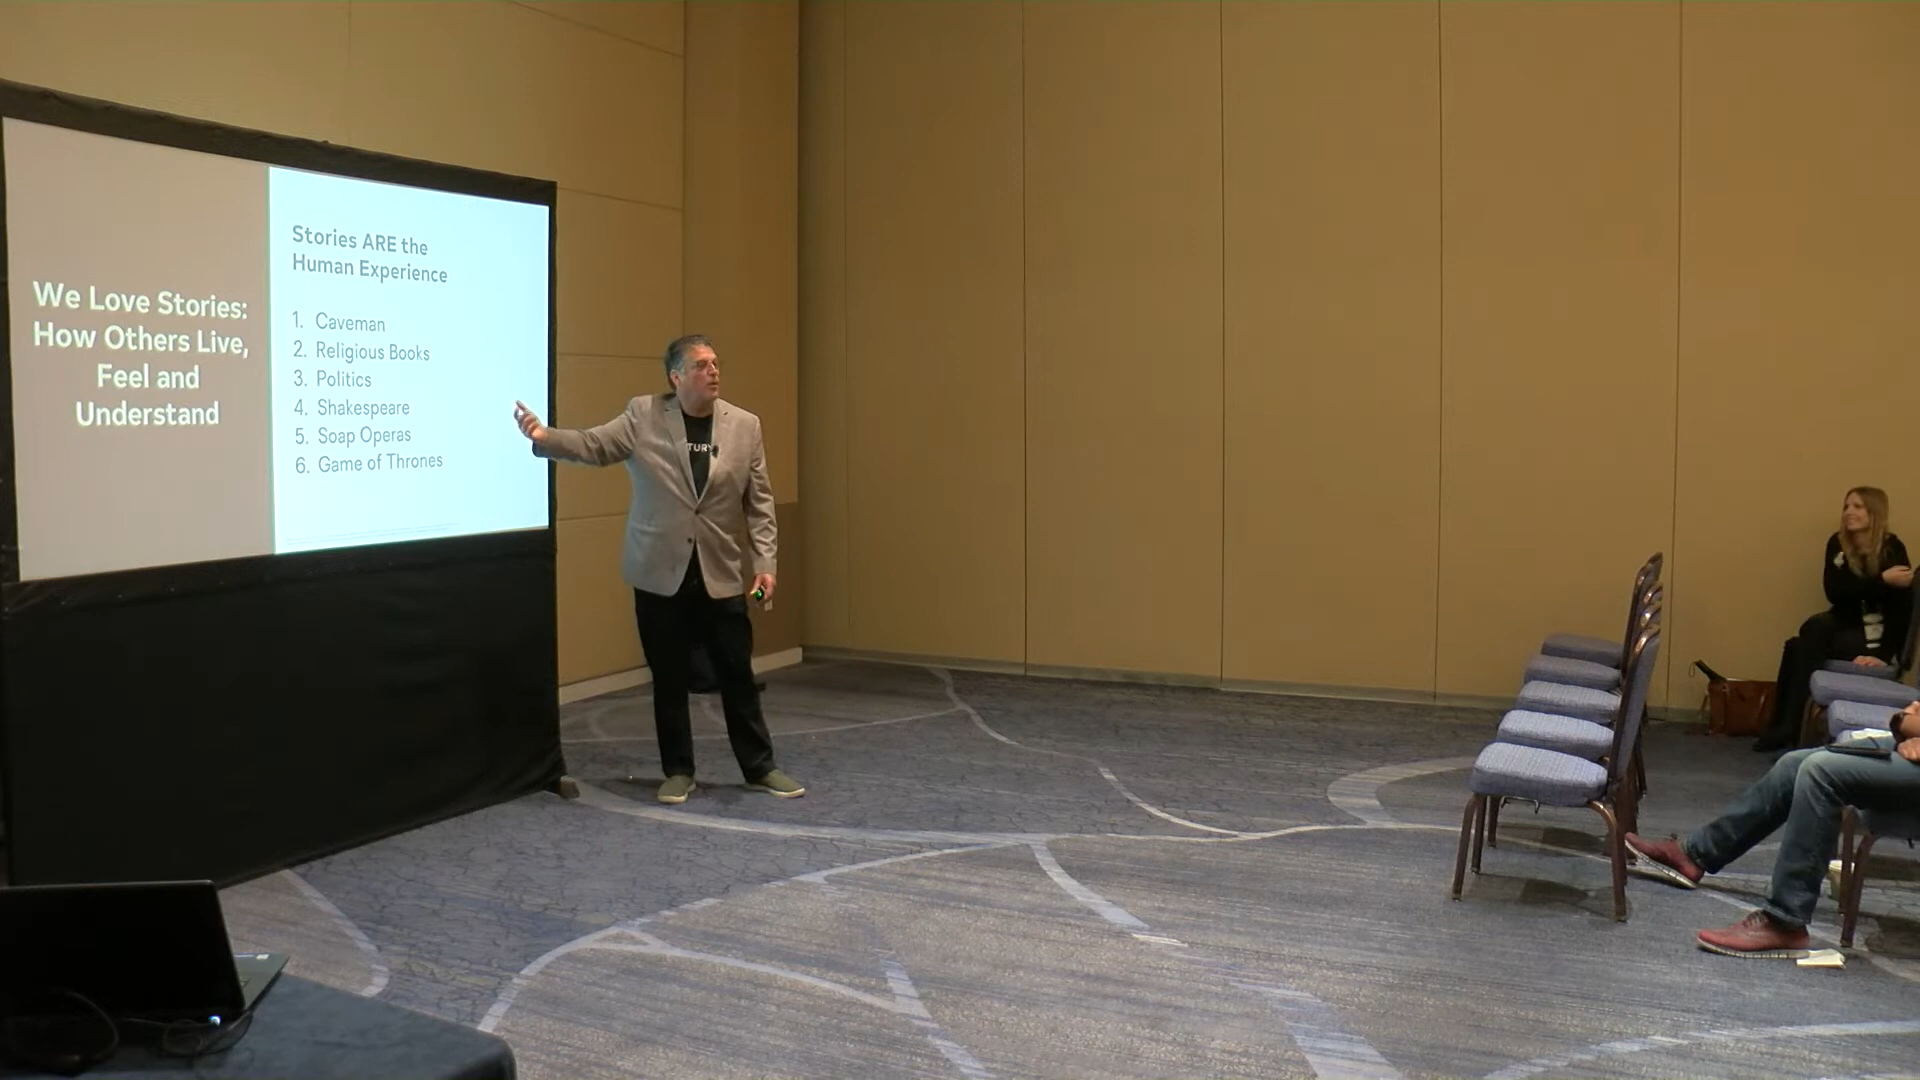 We Love Stories:
How Others Live,
Feel and
Understand
Stories ARE the
Human Experience
1. Caveman
2. Religious Books
3. Politics
4. Shakespeare
5. Soap Operas
6. Game of Thrones
TURY